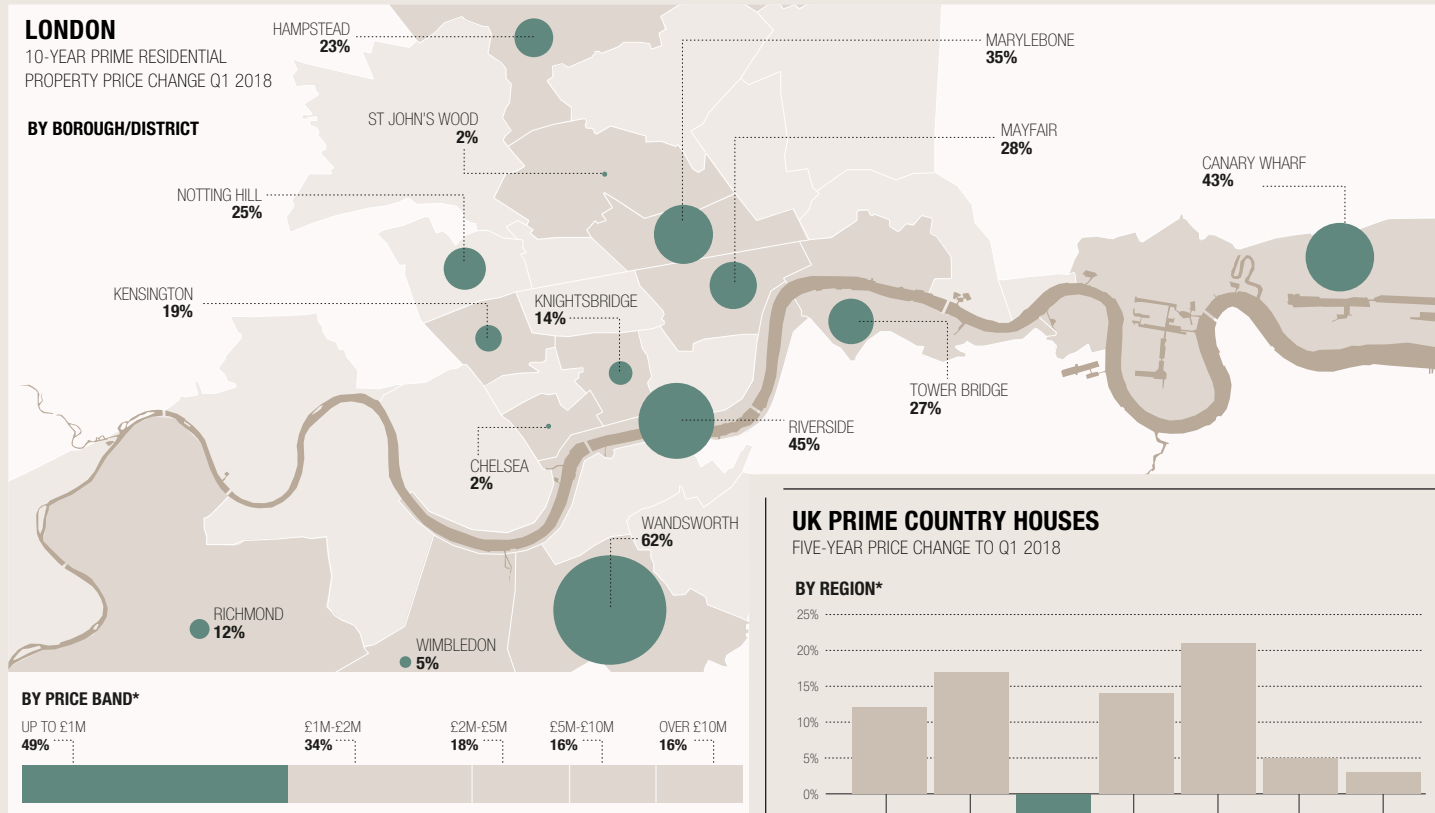 LONDON
10-YEAR PRIME RESIDENTIAL
PROPERTY PRICE CHANGE Q1 2018
BY BOROUGH/DISTRICT
HAMPSTEAD
23%
ST JOHN'S WOOD
2%
NOTTING HILL
25%
KENSINGTON
19%
KNIGHTSBRIDGE
14%
MARYLEBONE
35%
MAYFAIR
28%
CANARY WHARF
43%
TOWER BRIDGE
27%
RIVERSIDE
45%
CHELSEA
2%
WANDSWORTH
62%
RICHMOND
12%
WIMBLEDON
5%
BY PRICE BAND*
UP TO £1M £1M-£2M £2M-£5M £5M-£10M OVER £10M
49% 34% 18% 16% 16%
UK PRIME COUNTRY HOUSES
FIVE-YEAR PRICE CHANGE TO Q1 2018
BY REGION*
25%
20%
15%
10%
5%
0%